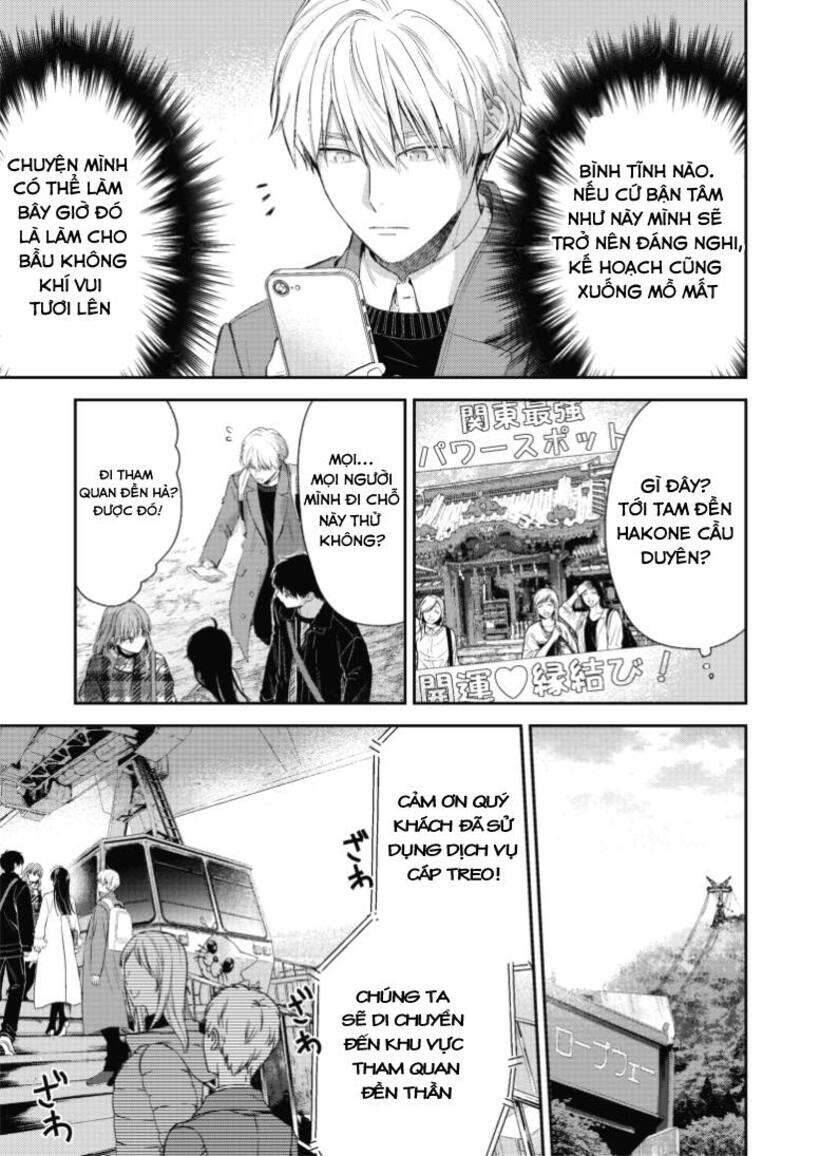 BÌNH TĨNH NÀO.
NẾU CỨ BẬN TÂM
NHƯ NÀY MÌNH SẼ
TRỞ NÊN ĐÁNG NGHI,
KẾ HOẠCH CŨNG
XUỐNG MỒ MẤT
CHUYỆN MÌNH
CÓ THỂ LÀM
BÂY GIỜ ĐÓ
LÀ LÀM CHO
BẦU KHÔNG
KHÍ VUI
TƯƠI LÊN
関東最強
パワースポット
GÌ ĐÂY?
TỚI TAM ĐỀN
HAKONE CẦU
DUYÊN?
開運♡縁結び！
MỌI...
MỌI NGƯỜI
MÌNH ĐI CHỖ
NÀY THỬ
KHÔNG?
ĐI THAM
QUAN ĐỀN HẢ?
ĐƯỢC ĐÓ!
ロープウェー
CẢM ƠN QUÝ
KHÁCH ĐÃ SỬ
DỤNG DỊCH VỤ
CÁP TREO!
ざわ
CHÚNG TA
SẼ DI CHUYỂN
ĐẾN KHU VỰC
THAM QUAN
ĐỀN THẦN
ざわ
ざわ